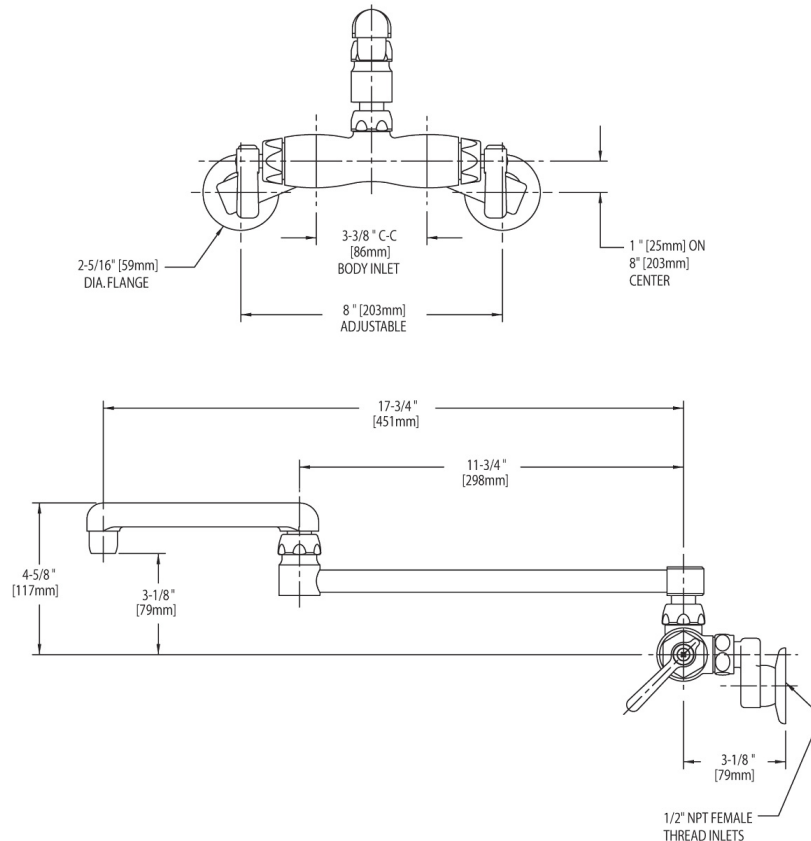 3-3/8 " C-C
[86mm]
BODY INLET
2-5/16" [59mm]
DIA. FLANGE
1 " [25mm] ON
8" [203mm]
CENTER
8 " [203mm]
ADJUSTABLE
17-3/4 "
[451mm]
11-3/4 "
[298mm]
4-5/8"
[117mm]
3-1/8"
[79mm]
3-1/8 "
[79mm]
1/2" NPT FEMALE
THREAD INLETS